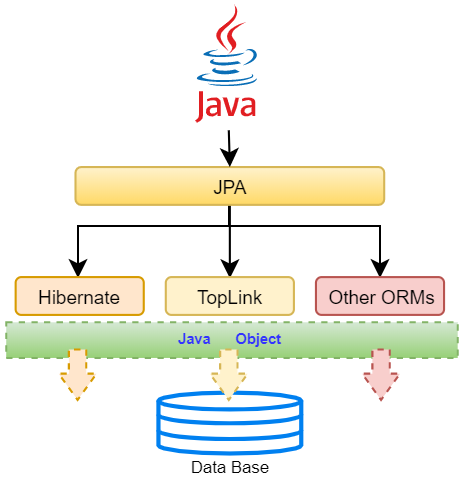 Java
JPA
Hibernate
TopLink
Other ORMs
Java Object
Data Base